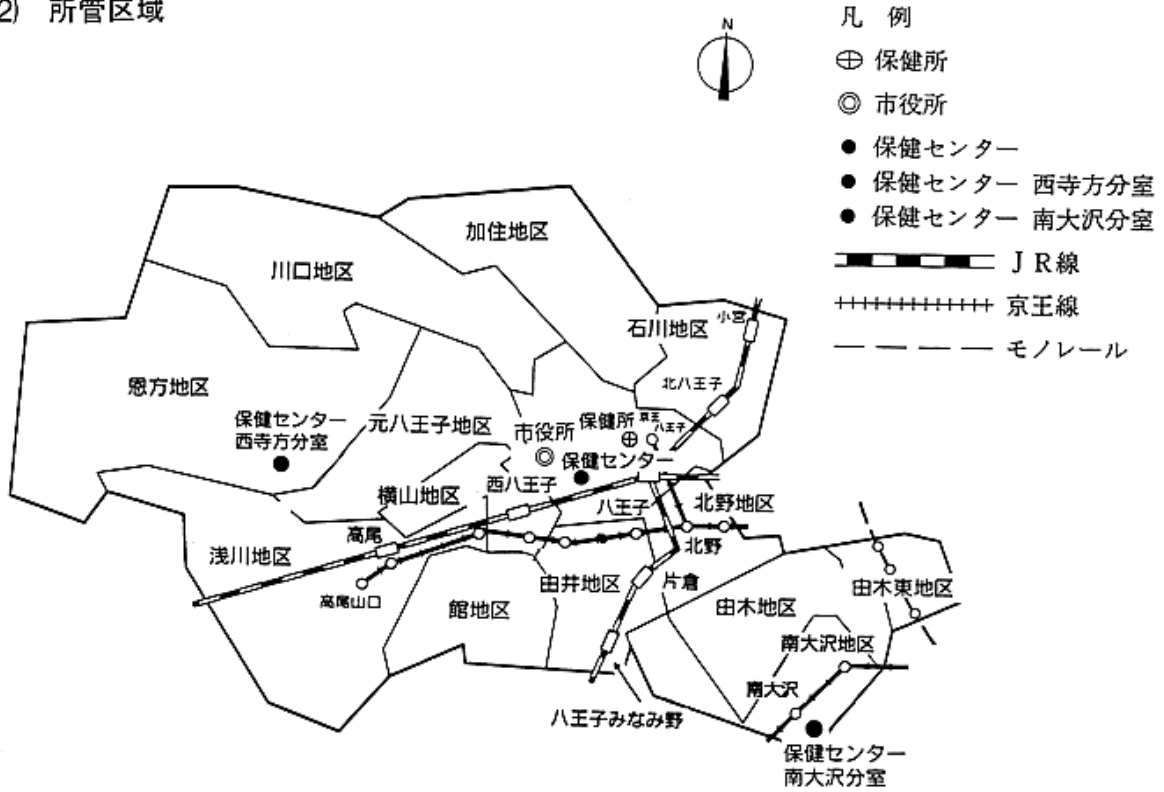 2) 所管区域
N
凡 例
保健所
市役所
保健センター
保健センター 西寺方分室
保健センター 南大沢分室
JR線
京王線
モノレール
加住地区
川口地区
石川地区
小宮
北八王子
恩方地区
保健センター
西寺方分室
元八王子地区
市役所
保健所
京王
八王子
保健センター
横山地区
西八王子
八王子
北野地区
高尾
浅川地区
北野
高尾山口
館地区
由井地区
片倉
由木地区
由木東地区
南大沢地区
南大沢
八王子みなみ野
保健センター
南大沢分室